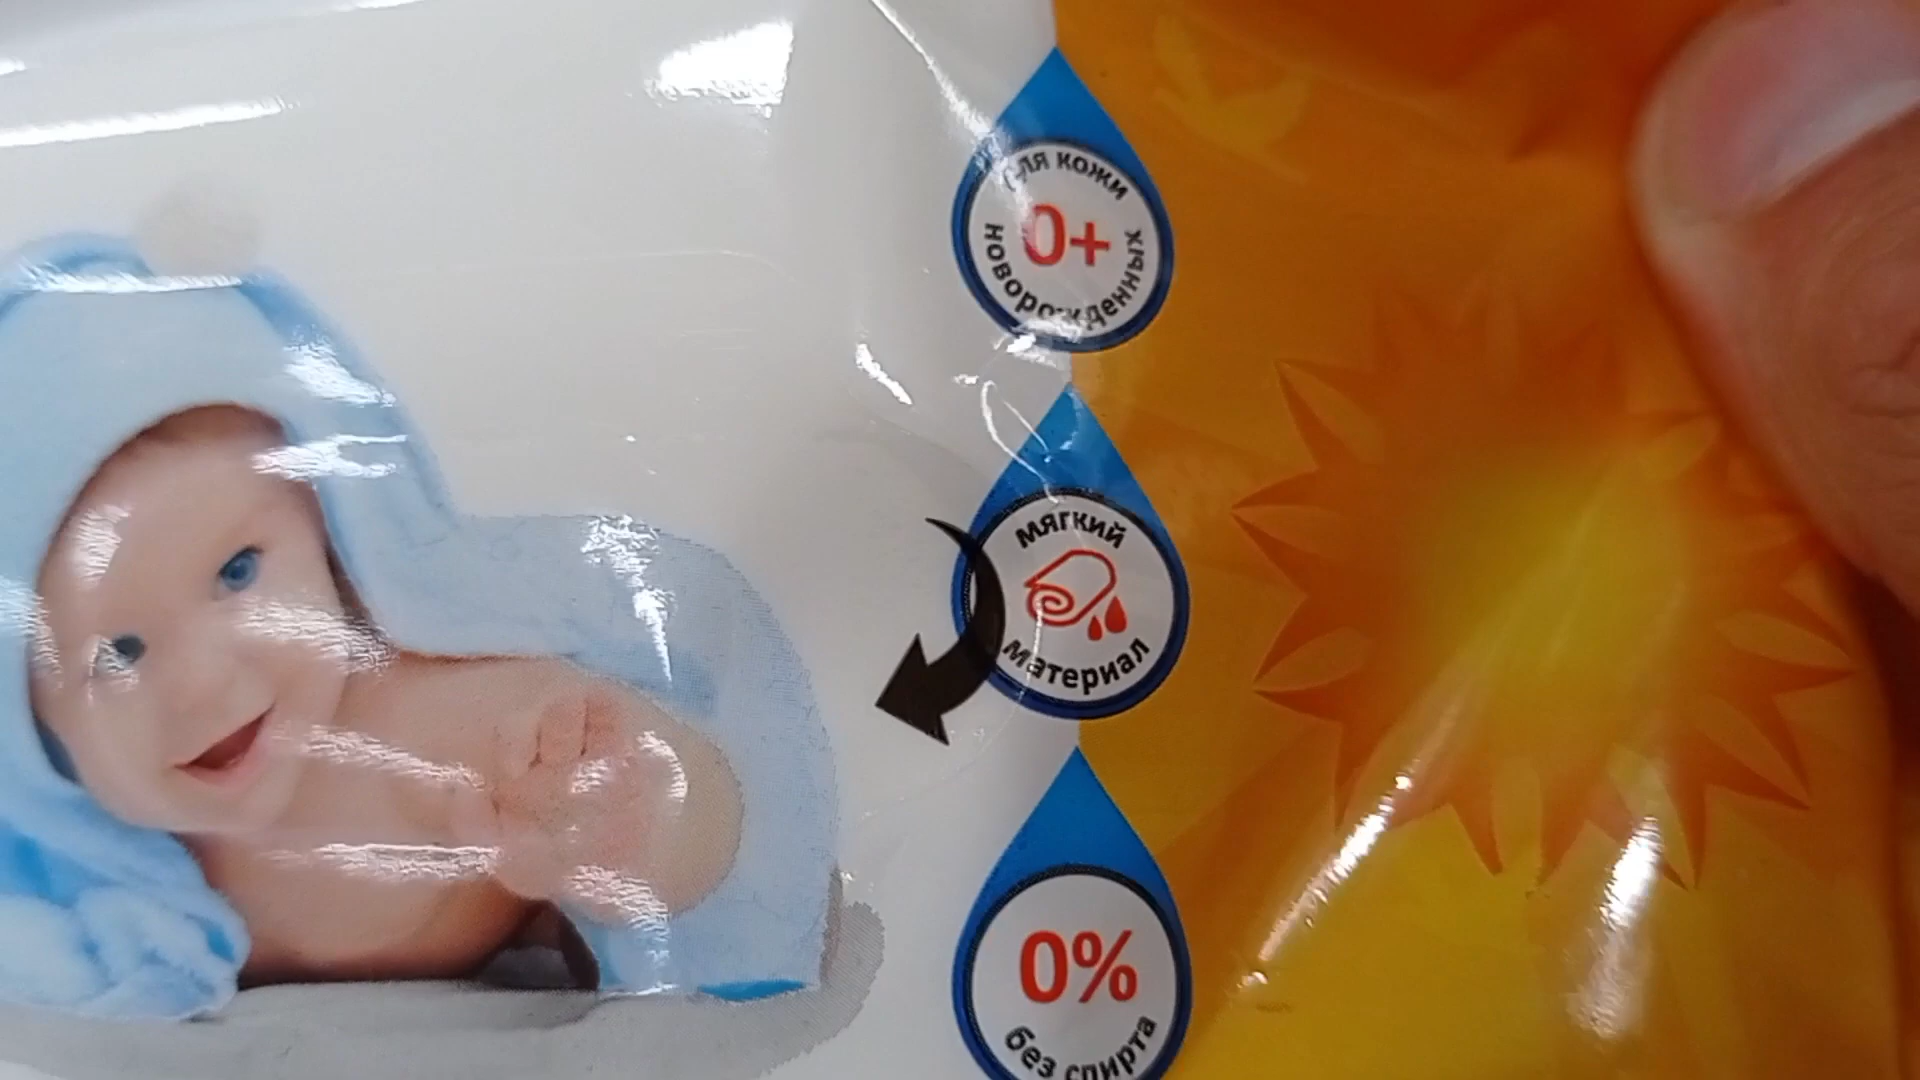 для кожи
0+
новорожденных
мягкий
материал
0%
без спирта